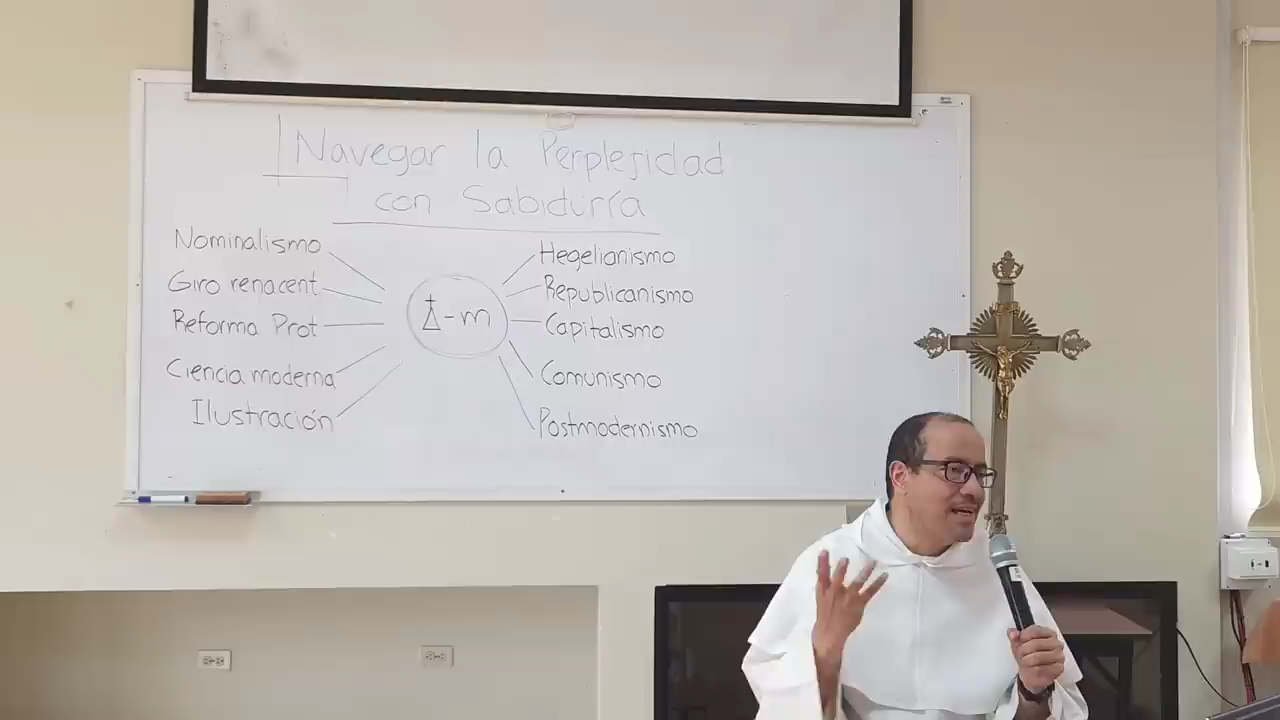 Navegar la Perplejidad
con Sabiduría
Nominalismo
Giro renacent.
Reforma Prot
Ciencia moderna
Ilustración
Δ-m
Hegelianismo
Republicanismo
Capitalismo
Comunismo
Postmodernismo